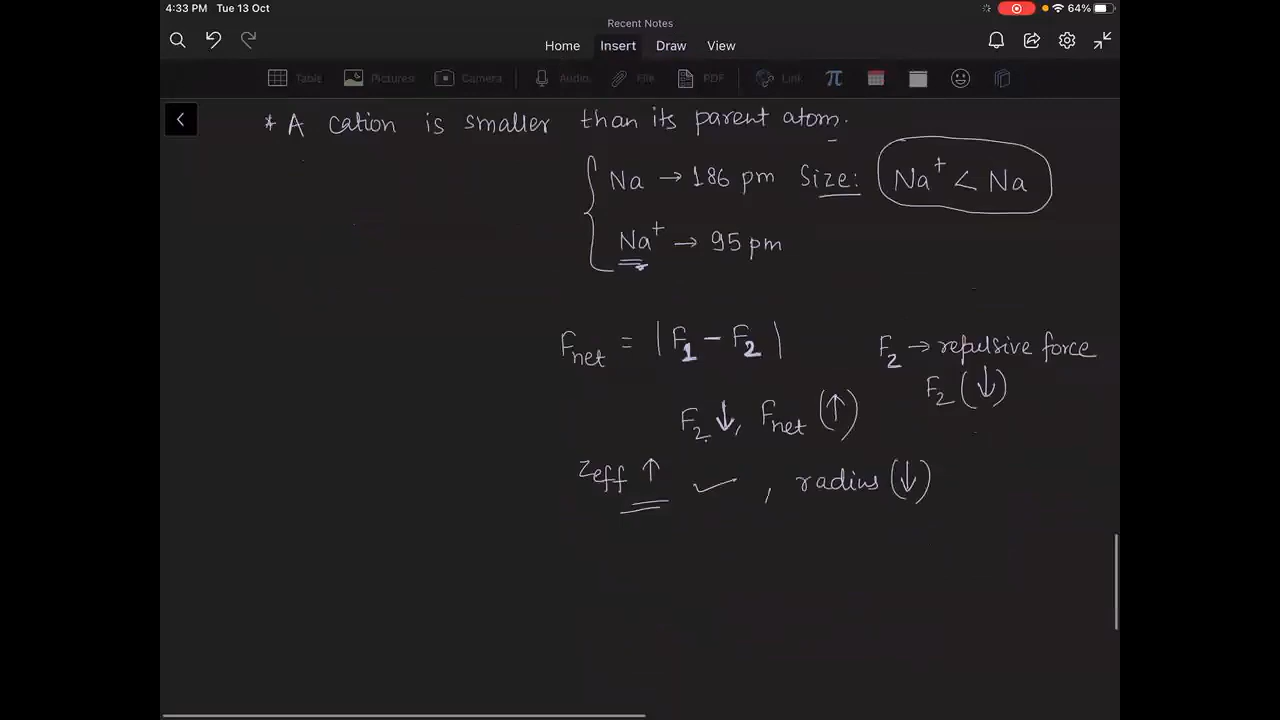 4:33 PM Tue 13 Oct
64%
Recent Notes
Home Insert Draw View
Table Pictures Camera Audio File PDF Link π
* A cation is smaller than its parent atom.
Na → 186 pm Size: Na⁺ < Na
Na⁺ → 95 pm
Fnet = |F₁ - F₂| F₂ → repulsive force
F₂ (↓)
F₂ ↓, Fnet (↑)
Zeff ↑ ✓, radius (↓)